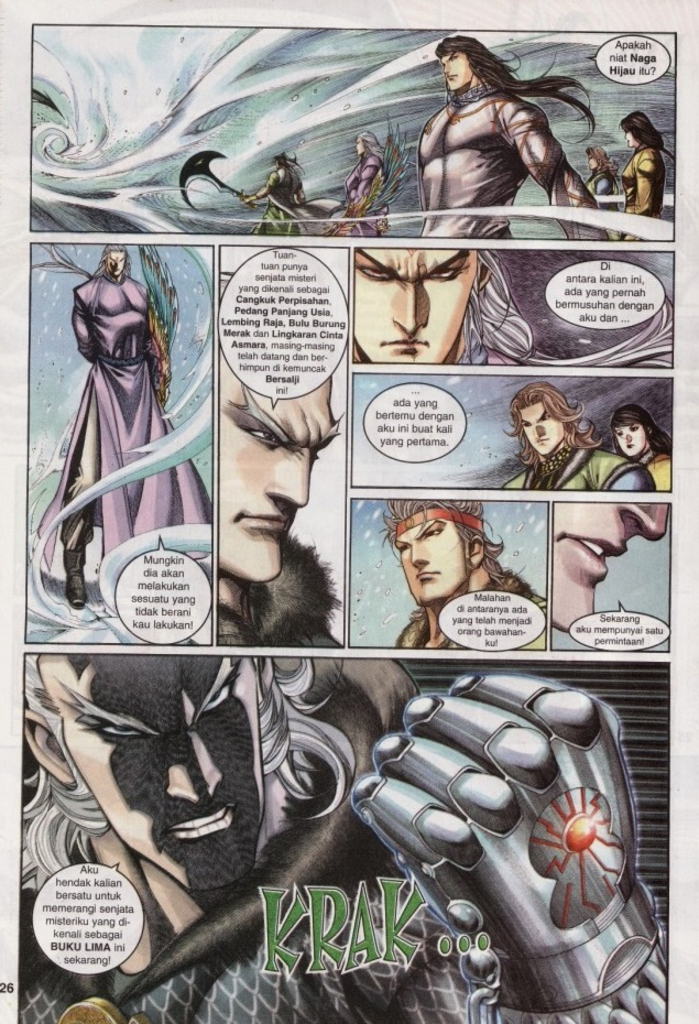 Apakah
niat Naga
Hijau itu?
Tuan-
tuan punya
senjata misteri
yang dikenali sebagai
Cangkuk Perpisahan,
Pedang Panjang Usia,
Lembing Raja, Bulu Burung
Merak dan Lingkaran Cinta
Asmara, masing-masing
telah datang dan ber-
himpun di kemuncak
Bersalji
ini!
Mungkin
dia akan
melakukan
sesuatu yang
tidak berani
kau lakukan!
Di
antara kalian ini,
ada yang pernah
bermusuhan dengan
aku dan ...
...
ada yang
bertemu dengan
aku ini buat kali
yang pertama.
Malahan
di antaranya ada
yang telah menjadi
orang bawahan-
ku!
Sekarang
aku mempunyai satu
permintaan!
Aku
hendak kalian
bersatu untuk
memerangi senjata
misteriku yang di-
kenali sebagai
BUKU LIMA ini
sekarang!
KRAK ...
26